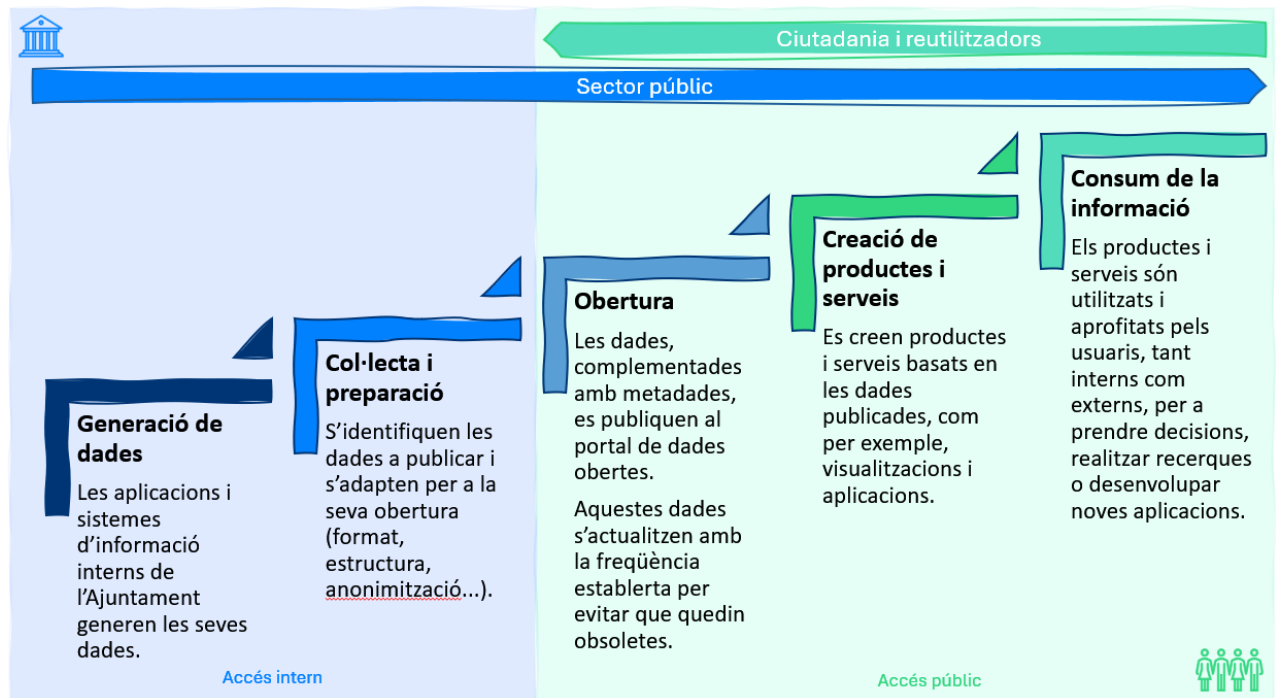 Ciutadania i reutilitzadors
Sector públic
Generació de
dades
Les aplicacions i
sistemes
d’informació
interns de
l’Ajuntament
generen les seves
dades.
Col·lecta i
preparació
S’identifiquen les
dades a publicar i
s’adapten per a la
seva obertura
(format,
estructura,
anonimització...).
Obertura
Les dades,
complementades
amb metadades,
es publiquen al
portal de dades
obertes.
Aquestes dades
s’actualitzen amb
la freqüència
establerta per
evitar que quedin
obsoletes.
Creació de
productes i
serveis
Es creen productes
i serveis basats en
les dades
publicades, com
per exemple,
visualitzacions i
aplicacions.
Consum de la
informació
Els productes i
serveis són
utilitzats i
aprofitats pels
usuaris, tant
interns com
externs, per a
prendre decisions,
realitzar recerques
o desenvolupar
noves aplicacions.
Accés intern
Accés públic